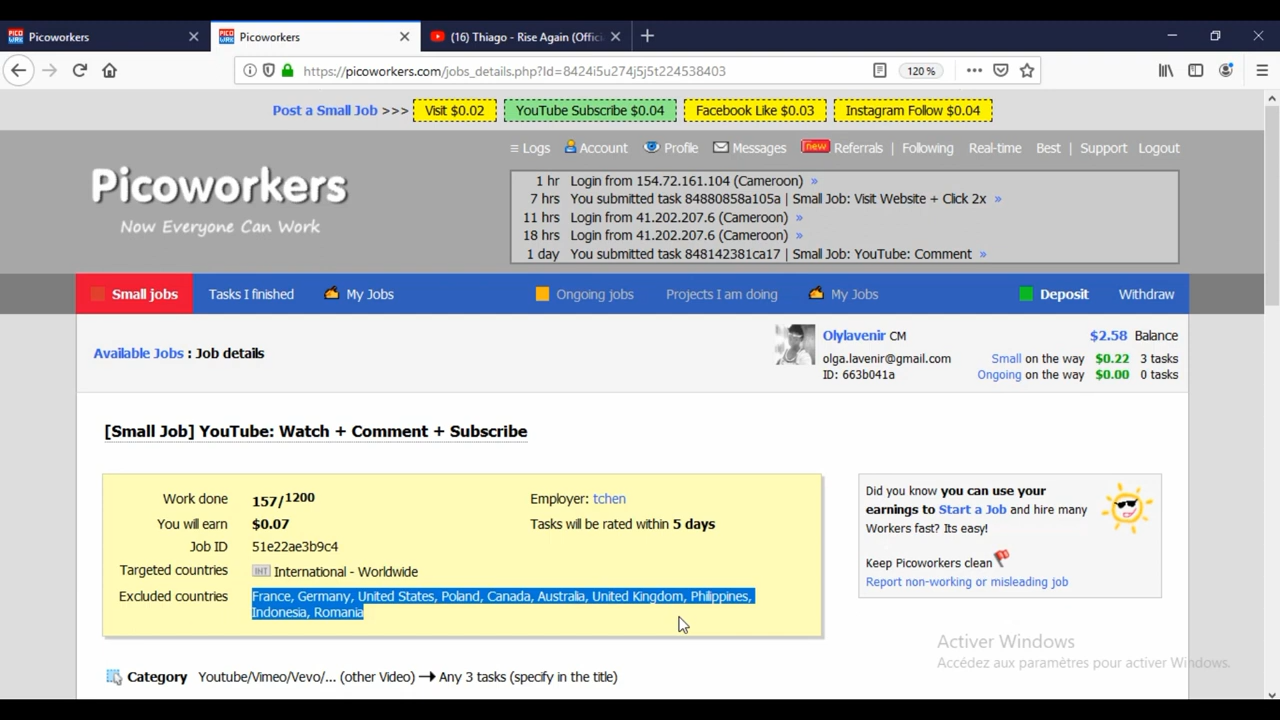 Picoworkers
Picoworkers
(16) Thiago - Rise Again (Offici
https://picoworkers.com/jobs_details.php?Id=8424i5u274j5j5t224538403
120 %
Post a Small Job >>> Visit $0.02 YouTube Subscribe $0.04 Facebook Like $0.03 Instagram Follow $0.04
≡ Logs Account Profile Messages new Referrals | Following Real-time Best | Support Logout
Picoworkers
Now Everyone Can Work
1 hr Login from 154.72.161.104 (Cameroon) »
7 hrs You submitted task 84880858a105a | Small Job: Visit Website + Click 2x »
11 hrs Login from 41.202.207.6 (Cameroon) »
18 hrs Login from 41.202.207.6 (Cameroon) »
1 day You submitted task 848142381ca17 | Small Job: YouTube: Comment »
Small jobs Tasks I finished My Jobs Ongoing jobs Projects I am doing My Jobs Deposit Withdraw
Available Jobs : Job details
Olylavenir CM
olga.lavenir@gmail.com
ID: 663b041a
$2.58 Balance
Small on the way $0.22 3 tasks
Ongoing on the way $0.00 0 tasks
[Small Job] YouTube: Watch + Comment + Subscribe
Work done 157/1200
You will earn $0.07
Job ID 51e22ae3b9c4
Targeted countries INT International - Worldwide
Excluded countries France, Germany, United States, Poland, Canada, Australia, United Kingdom, Philippines,
Indonesia, Romania
Employer: tchen
Tasks will be rated within 5 days
Did you know you can use your
earnings to Start a Job and hire many
Workers fast? Its easy!
Keep Picoworkers clean
Report non-working or misleading job
Activer Windows
Accédez aux paramètres pour activer Windows.
Category Youtube/Vimeo/Vevo/... (other Video) → Any 3 tasks (specify in the title)